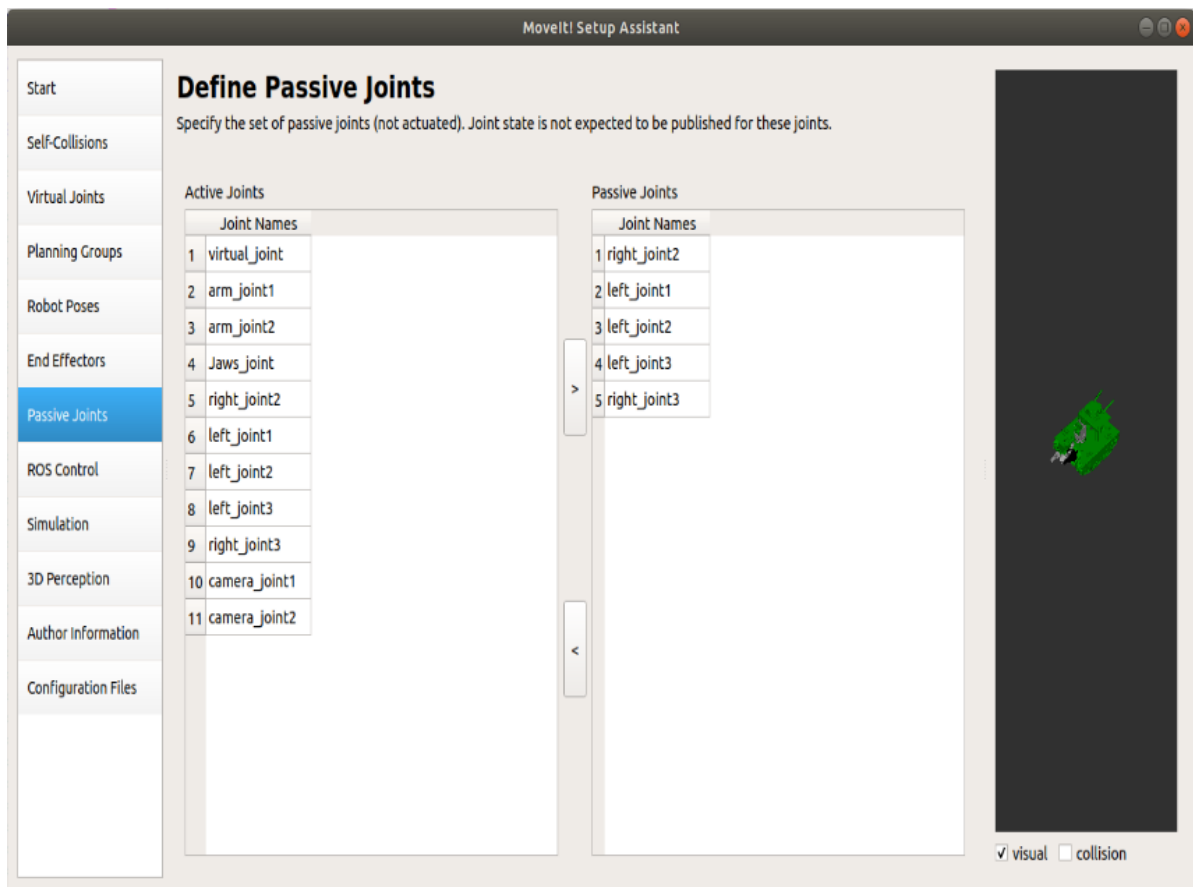 MoveIt! Setup Assistant
Start
Self-Collisions
Virtual Joints
Planning Groups
Robot Poses
End Effectors
Passive Joints
ROS Control
Simulation
3D Perception
Author Information
Configuration Files
Define Passive Joints
Specify the set of passive joints (not actuated). Joint state is not expected to be published for these joints.
Active Joints
Joint Names
1 virtual_joint
2 arm_joint1
3 arm_joint2
4 Jaws_joint
5 right_joint2
6 left_joint1
7 left_joint2
8 left_joint3
9 right_joint3
10 camera_joint1
11 camera_joint2
>
<
Passive Joints
Joint Names
1 right_joint2
2 left_joint1
3 left_joint2
4 left_joint3
5 right_joint3
visual collision